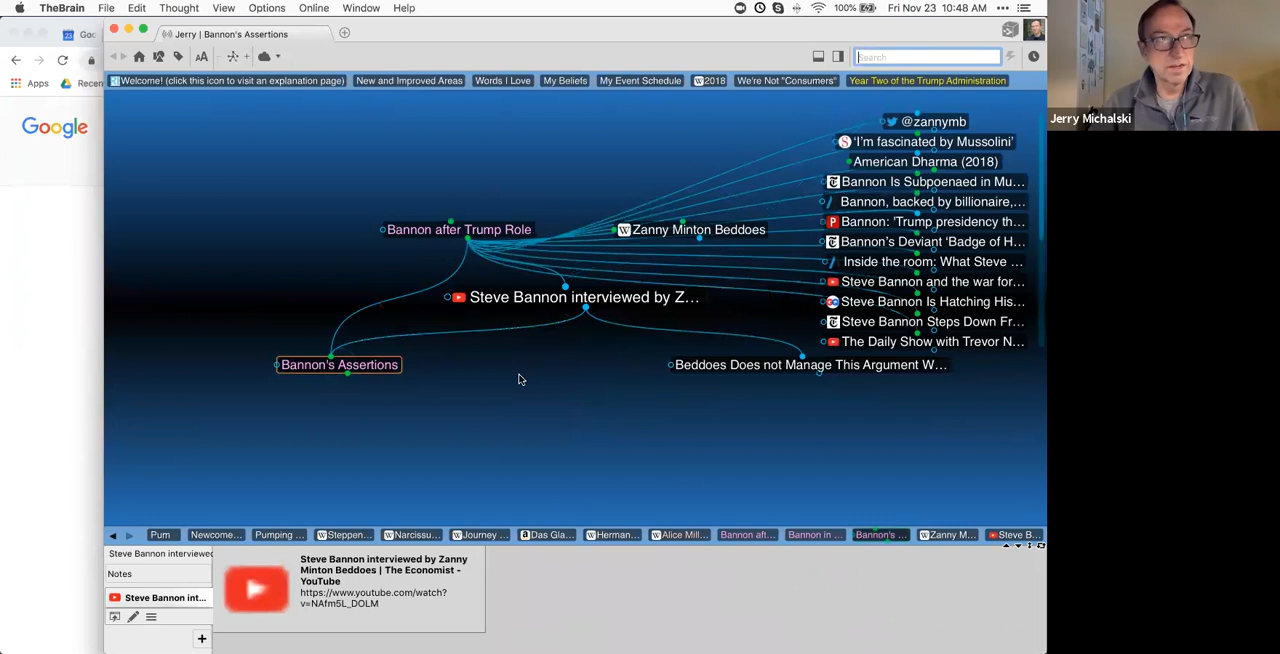 TheBrain File Edit Thought View Options Online Window Help 100% Fri Nov 23 10:48 AM
Goo
Jerry | Bannon's Assertions
Search
Apps Recen
Welcome! (click this icon to visit an explanation page) New and Improved Areas Words I Love My Beliefs My Event Schedule 2018 We're Not "Consumers" Year Two of the Trump Administration
Google
Jerry Michalski
@zannymb
'I'm fascinated by Mussolini'
American Dharma (2018)
Bannon Is Subpoenaed in Mu...
Bannon, backed by billionaire,...
Bannon: 'Trump presidency th...
Bannon after Trump Role Zanny Minton Beddoes
Bannon's Deviant 'Badge of H...
Inside the room: What Steve ...
Steve Bannon and the war for...
Steve Bannon interviewed by Z...
Steve Bannon Is Hatching His...
Steve Bannon Steps Down Fr...
The Daily Show with Trevor N...
Bannon's Assertions Beddoes Does not Manage This Argument W...
Pum Newcome... Pumping ... Steppen... Narcissu... Journey ... Das Gla... Herman... Alice Mill... Bannon aft... Bannon in ... Bannon's ... Zanny M... Steve B...
Steve Bannon interviewed
Notes
Steve Bannon int...
Steve Bannon interviewed by Zanny
Minton Beddoes | The Economist -
YouTube
https://www.youtube.com/watch?
v=NAfm5L_DOLM